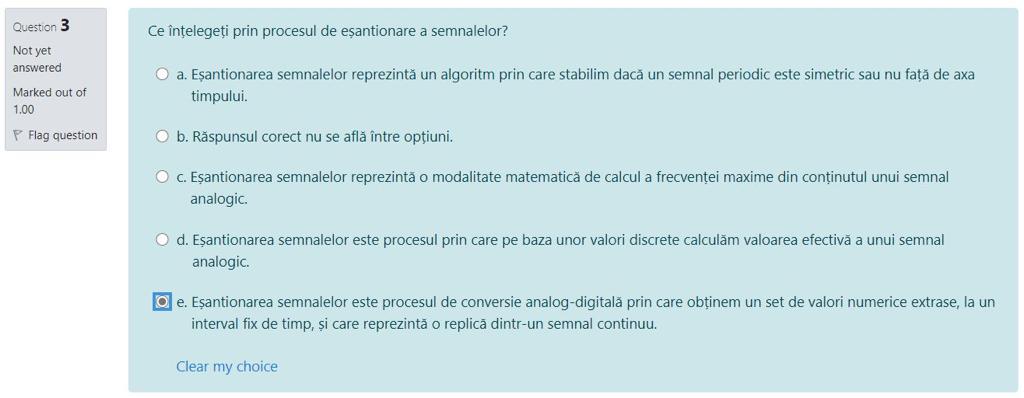 Question 3
Not yet
answered
Marked out of
1.00
Flag question
Ce înțelegeți prin procesul de eșantionare a semnalelor?
a. Eșantionarea semnalelor reprezintă un algoritm prin care stabilim dacă un semnal periodic este simetric sau nu față de axa
timpului.
b. Răspunsul corect nu se află între opțiuni.
c. Eșantionarea semnalelor reprezintă o modalitate matematică de calcul a frecvenței maxime din conținutul unui semnal
analogic.
d. Eșantionarea semnalelor este procesul prin care pe baza unor valori discrete calculăm valoarea efectivă a unui semnal
analogic.
e. Eșantionarea semnalelor este procesul de conversie analog-digitală prin care obținem un set de valori numerice extrase, la un
interval fix de timp, și care reprezintă o replică dintr-un semnal continuu.
Clear my choice